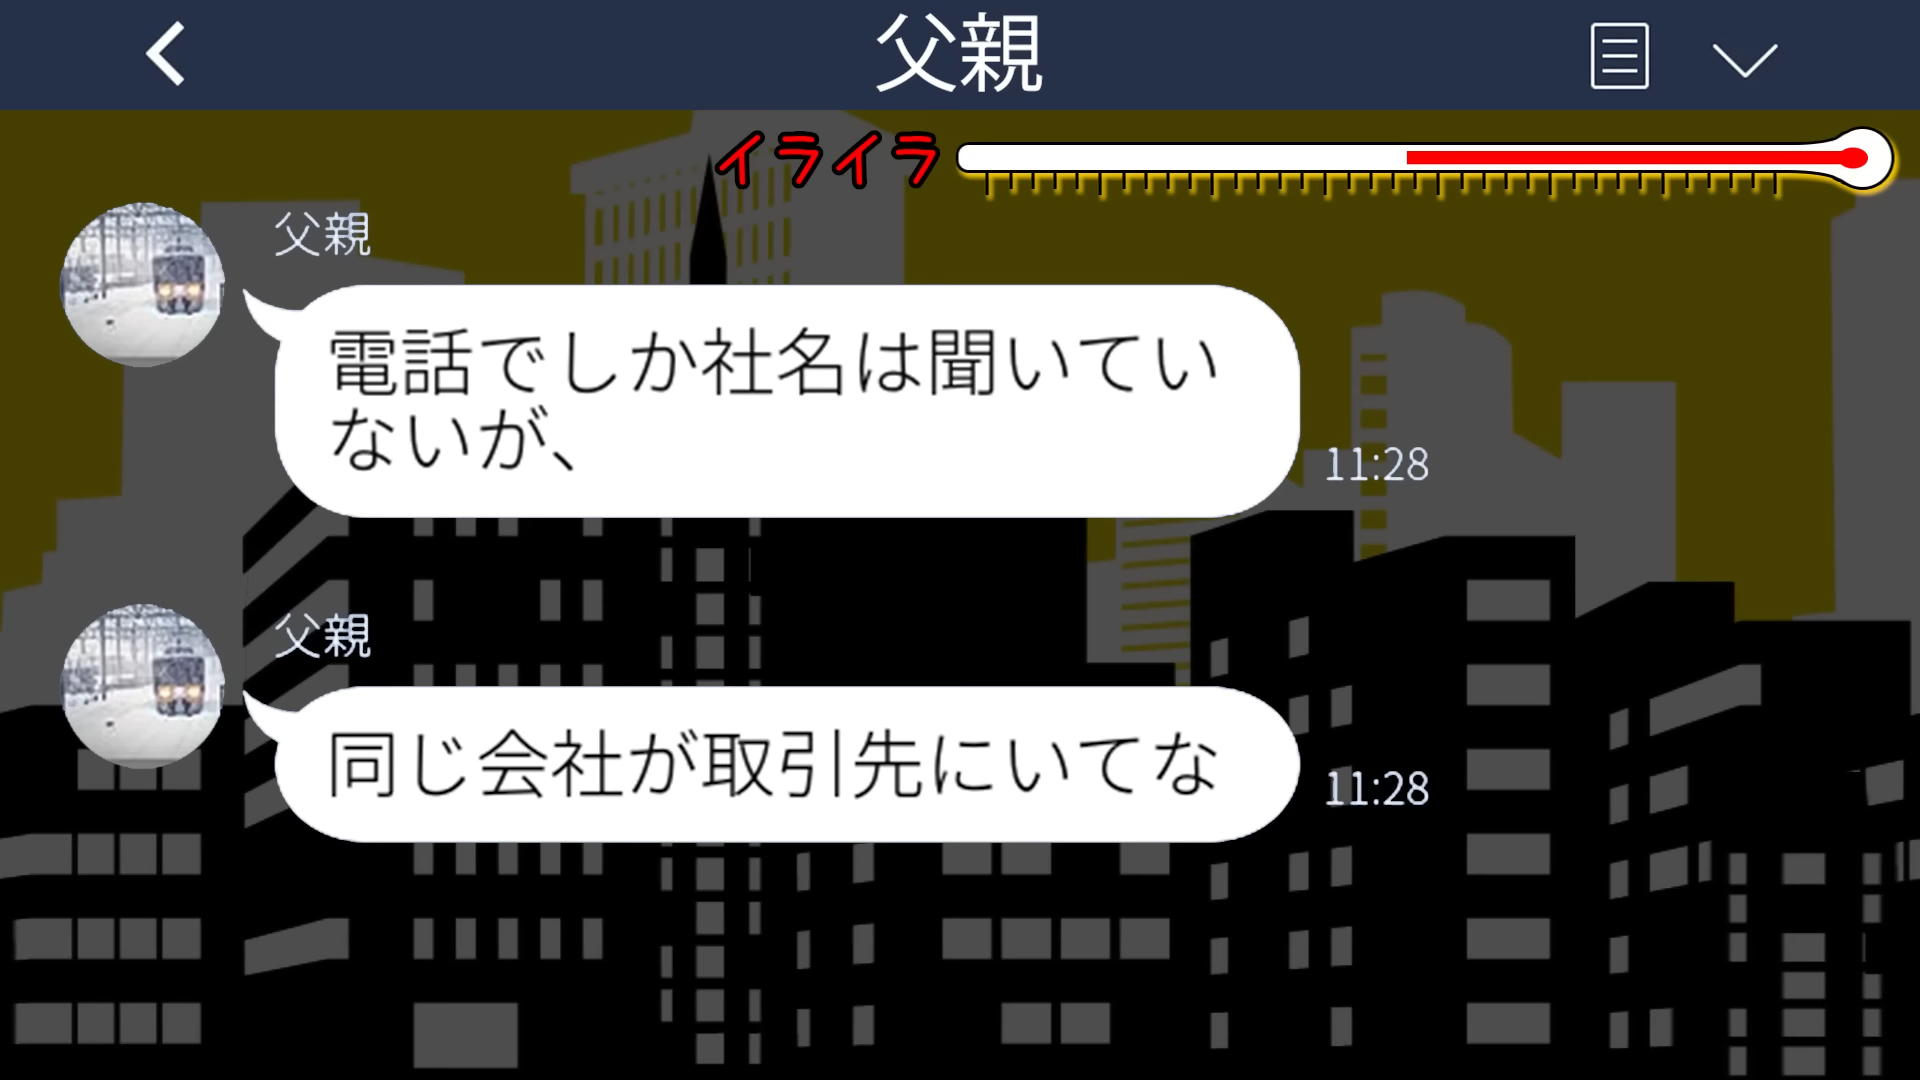 父親
イライラ
父親
電話でしか社名は聞いてい
ないが、
11:28
父親
同じ会社が取引先にいてな
11:28